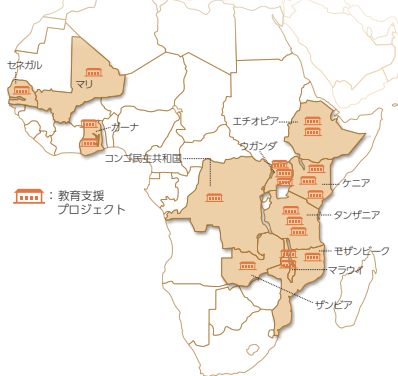 セネガル
マリ
ガーナ
エチオピア
ウガンダ
コンゴ民主共和国
ケニア
タンザニア
モザンビーク
マラウイ
ザンビア
：教育支援
プロジェクト